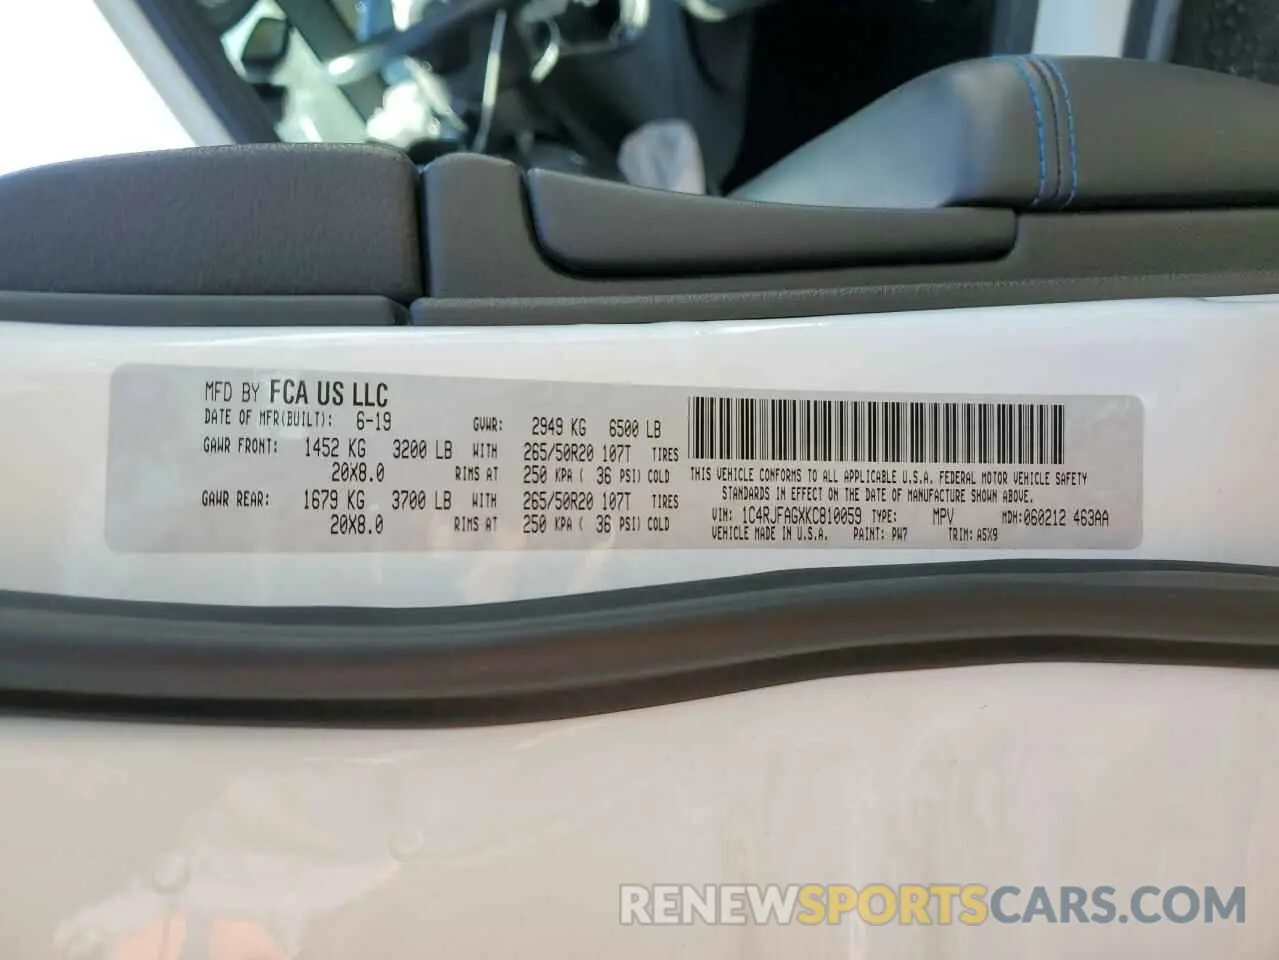 MFD BY FCA US LLC
DATE OF MFR(BUILT): 6-19 GVWR: 2949 KG 6500 LB
GAWR FRONT: 1452 KG 3200 LB WITH 265/50R20 107T TIRES
20X8.0 RIMS AT 250 KPA ( 36 PSI) COLD
GAWR REAR: 1679 KG 3700 LB WITH 265/50R20 107T TIRES
20X8.0 RIMS AT 250 KPA ( 36 PSI) COLD
THIS VEHICLE CONFORMS TO ALL APPLICABLE U.S.A. FEDERAL MOTOR VEHICLE SAFETY
STANDARDS IN EFFECT ON THE DATE OF MANUFACTURE SHOWN ABOVE.
VIN: 1C4RJFAGXKC810059 TYPE: MPV MDH:060212 463AA
VEHICLE MADE IN U.S.A. PAINT: PW7 TRIM: A5X9
RENEWSPORTSCARS.COM